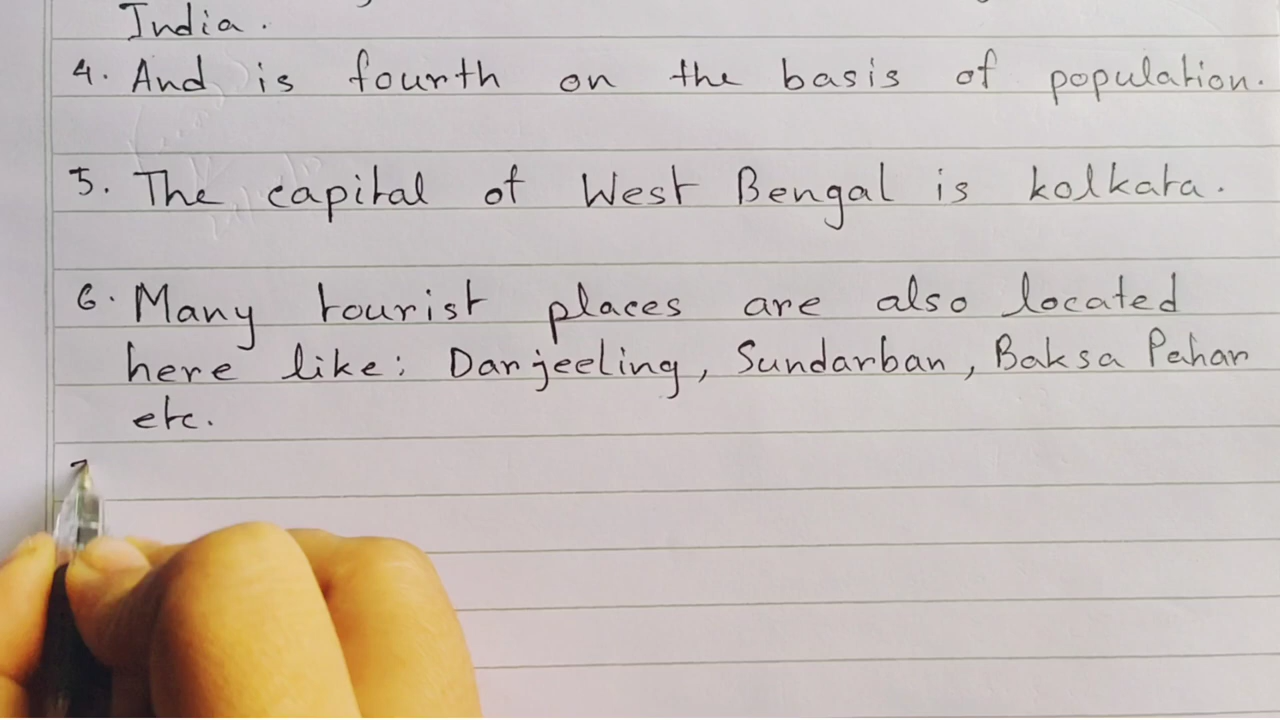 India.
4. And is fourth on the basis of population.
5. The capital of West Bengal is kolkata.
6. Many tourist places are also located
here like: Darjeeling, Sundarban, Baksa Pahar
etc.
7